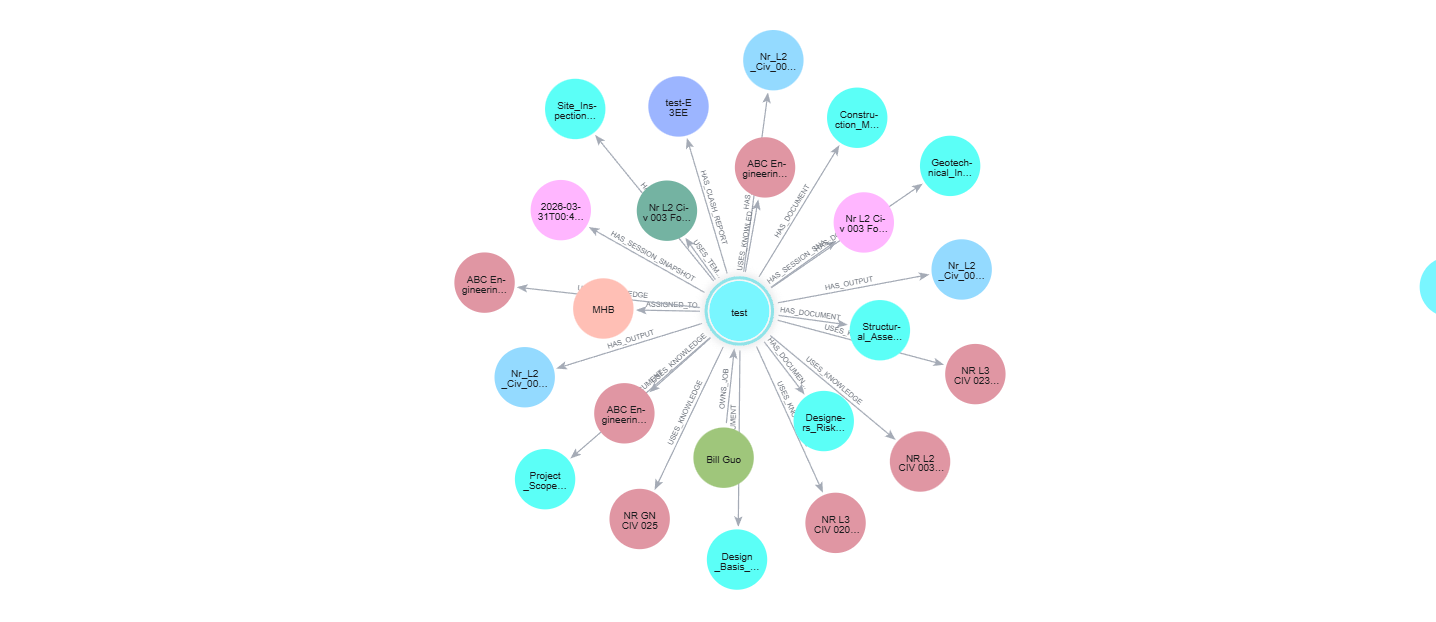 Nr_L2
_Civ_00...
Site_Ins-
pection...
test-E
3EE
Constru-
ction_M...
ABC En-
gineerin...
Geotech-
nical_In...
2026-03-
31T00:4...
Nr L2 Ci-
v 003 Fo...
Nr L2 Ci-
v 003 Fo...
HAS_CLASH_REPORT
HAS_DOCUMENT
USES_TEM...
HAS_SESSION_SNAPSHOT
HAS_SESSION_SN
ABC En-
gineerin...
MHB
ASSIGNED_TO
test
HAS_OUTPUT
Nr_L2
_Civ_00...
HAS_DOCUMENT
Structur-
al_Asse...
HAS_OUTPUT
Nr_L2
_Civ_00...
USES_KNOWLEDGE
HAS_DOCUMEN
USES_KNOWLEDGE
NR L3
CIV 023...
ABC En-
gineerin...
USES_KNOWLEDGE
OWNS_JOB
UMENT
Designe-
rs_Risk...
Bill Guo
NR L2
CIV 003...
Project
_Scope...
NR GN
CIV 025
NR L3
CIV 020...
Design
_Basis_...